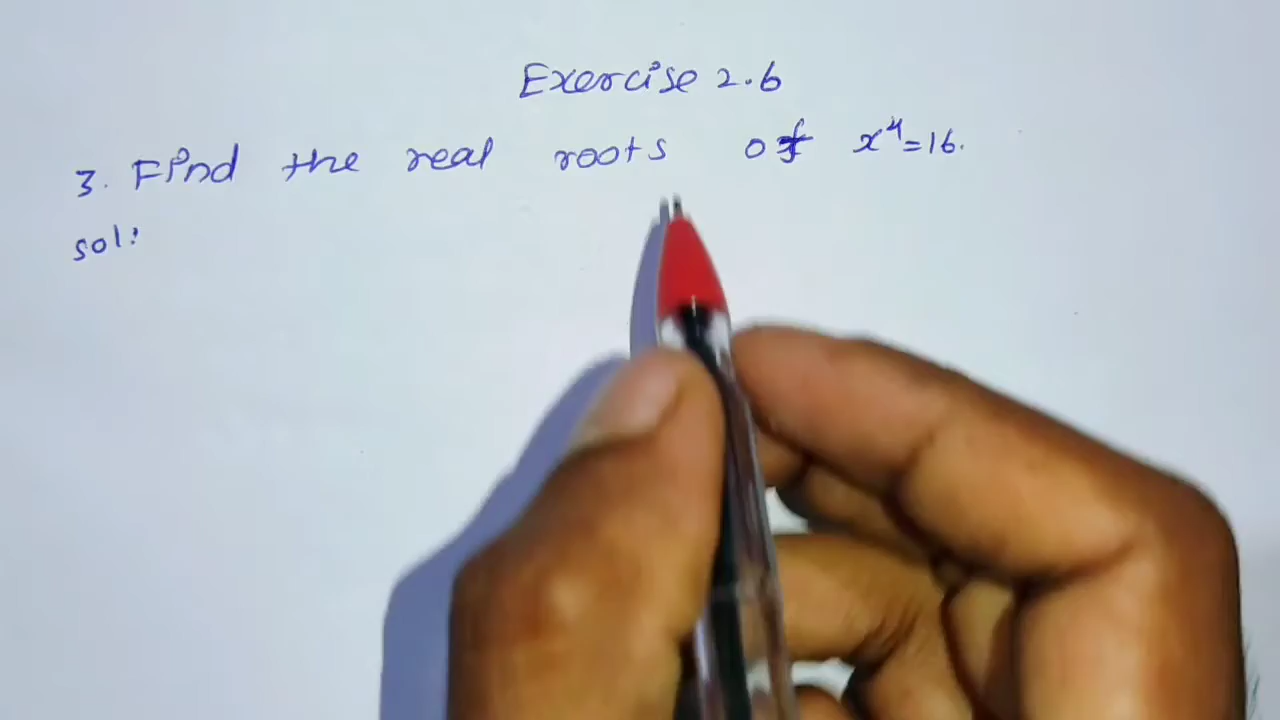 Exercise 2.6
3. Find the real roots of x⁴=16.
sol: